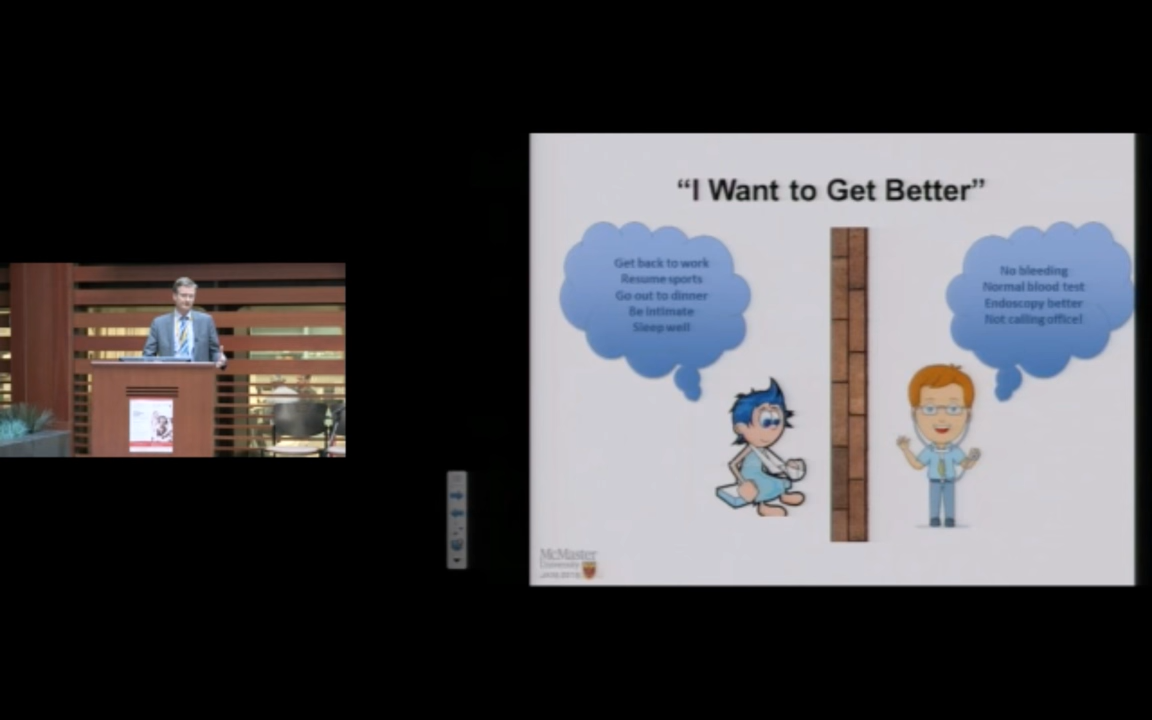 “I Want to Get Better”
Get back to work
Resume sports
Go out to dinner
Be intimate
Sleep well
No bleeding
Normal blood test
Endoscopy better
Not calling office!
McMaster
University